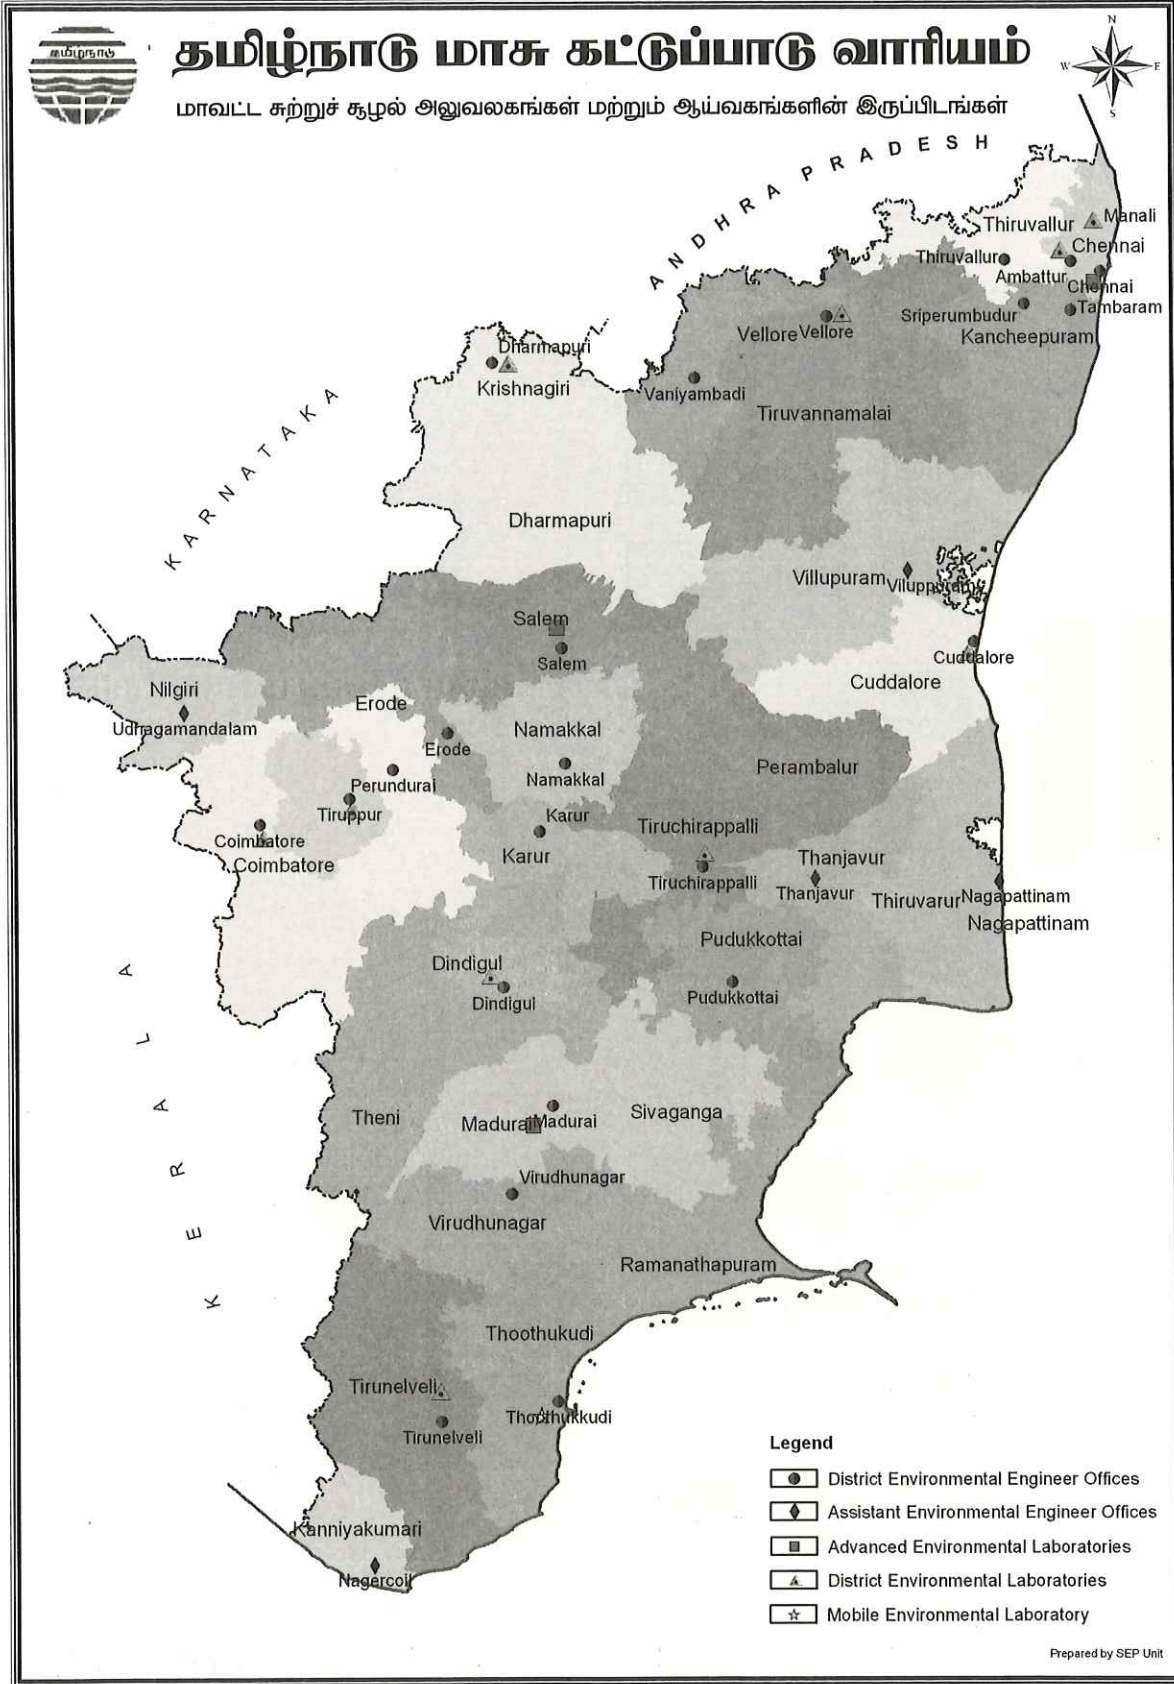 தமிழ்நாடு
தமிழ்நாடு மாசு கட்டுப்பாடு வாரியம்
மாவட்ட சுற்றுச் சூழல் அலுவலகங்கள் மற்றும் ஆய்வகங்களின் இருப்பிடங்கள்
N
W E
S
ANDHRA PRADESH
Thiruvallur
Manali
Thiruvallur
Chennai
Ambattur
Chennai
Sriperumbudur
Tambaram
Vellore
Vellore
Kancheepuram
Dharmapuri
Krishnagiri
Vaniyambadi
Tiruvannamalai
KARNATAKA
Dharmapuri
Villupuram
Viluppuram
Salem
Salem
Cuddalore
Cuddalore
Nilgiri
Udhagamandalam
Erode
Erode
Namakkal
Namakkal
Perambalur
Perundurai
Tiruppur
Coimbatore
Coimbatore
Karur
Karur
Tiruchirappalli
Tiruchirappalli
Thanjavur
Thanjavur
Thiruvarur
Nagapattinam
Nagapattinam
Pudukkottai
Pudukkottai
Dindigul
Dindigul
KERALA
Theni
Madurai
Madurai
Sivaganga
Virudhunagar
Virudhunagar
Ramanathapuram
Thoothukudi
Tirunelveli
Tirunelveli
Thoothukkudi
Kanniyakumari
Nagercoil
Legend
District Environmental Engineer Offices
Assistant Environmental Engineer Offices
Advanced Environmental Laboratories
District Environmental Laboratories
Mobile Environmental Laboratory
Prepared by SEP Unit